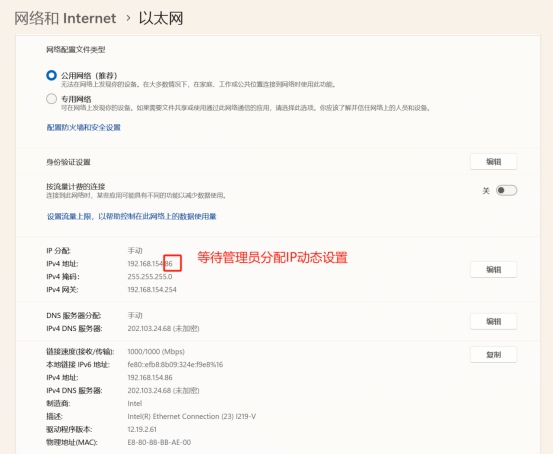 网络和 Internet › 以太网
网络配置文件类型
公用网络（推荐）
无法在网络上发现你的设备。在大多数情况下，在家庭、工作或公共位置连接到网络时使用此功能。
专用网络
可在网络上发现你的设备。如果需要文件共享或使用通过此网络通信的应用，请选择此选项。你应该了解并信任网络上的人员和设备。
配置防火墙和安全设置
身份验证设置
编辑
按流量计费的连接
连接到此网络时，某些应用可能具有不同的功能以减少数据使用。
关
设置流量上限，以帮助控制在此网络上的数据使用量
IP 分配: 手动
IPv4 地址: 192.168.154.86
等待管理员分配IP动态设置
IPv4 掩码: 255.255.255.0
编辑
IPv4 网关: 192.168.154.254
DNS 服务器分配: 手动
IPv4 DNS 服务器: 202.103.24.68 (未加密)
编辑
链接速度(接收/传输): 1000/1000 (Mbps)
复制
本地链接 IPv6 地址: fe80::efb8:8b09:324e:f9e8%16
IPv4 地址: 192.168.154.86
IPv4 DNS 服务器: 202.103.24.68 (未加密)
制造商: Intel
描述: Intel(R) Ethernet Connection (23) I219-V
驱动程序版本: 12.19.2.61
物理地址(MAC): E8-80-88-BB-AE-00